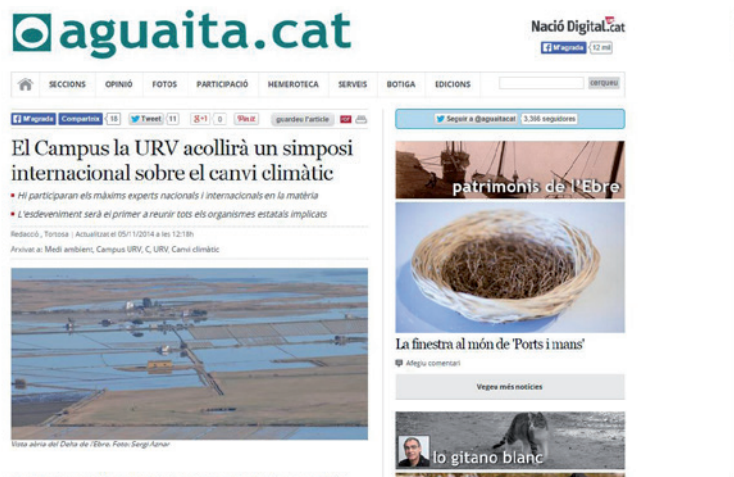 aguaita.cat
Nació Digital.cat
M'agrada 12 mil
SECCIONS OPINIÓ FOTOS PARTICIPACIÓ HEMEROTECA SERVEIS BOTIGA EDICIONS
cerqueu
M'agrada Comparteix 18 Tweet 11 g+1 0 Pin it guardeu l'article
Seguir a @aguaitacat 3,366 seguidores
El Campus la URV acollirà un simposi
internacional sobre el canvi climàtic
Hi participaran els màxims experts nacionals i internacionals en la matèria
L'esdeveniment serà el primer a reunir tots els organismes estatals implicats
Redacció, Tortosa | Actualitzat el 05/11/2014 a les 12:18h
Arxivat a: Medi ambient, Campus URV, C, URV, Canvi climàtic
Vista aèria del Delta de l'Ebre. Foto: Sergi Aznar
patrimonis de l'Ebre
La finestra al món de 'Ports i mans'
Afegiu comentari
Vegeu més notícies
lo gitano blanc